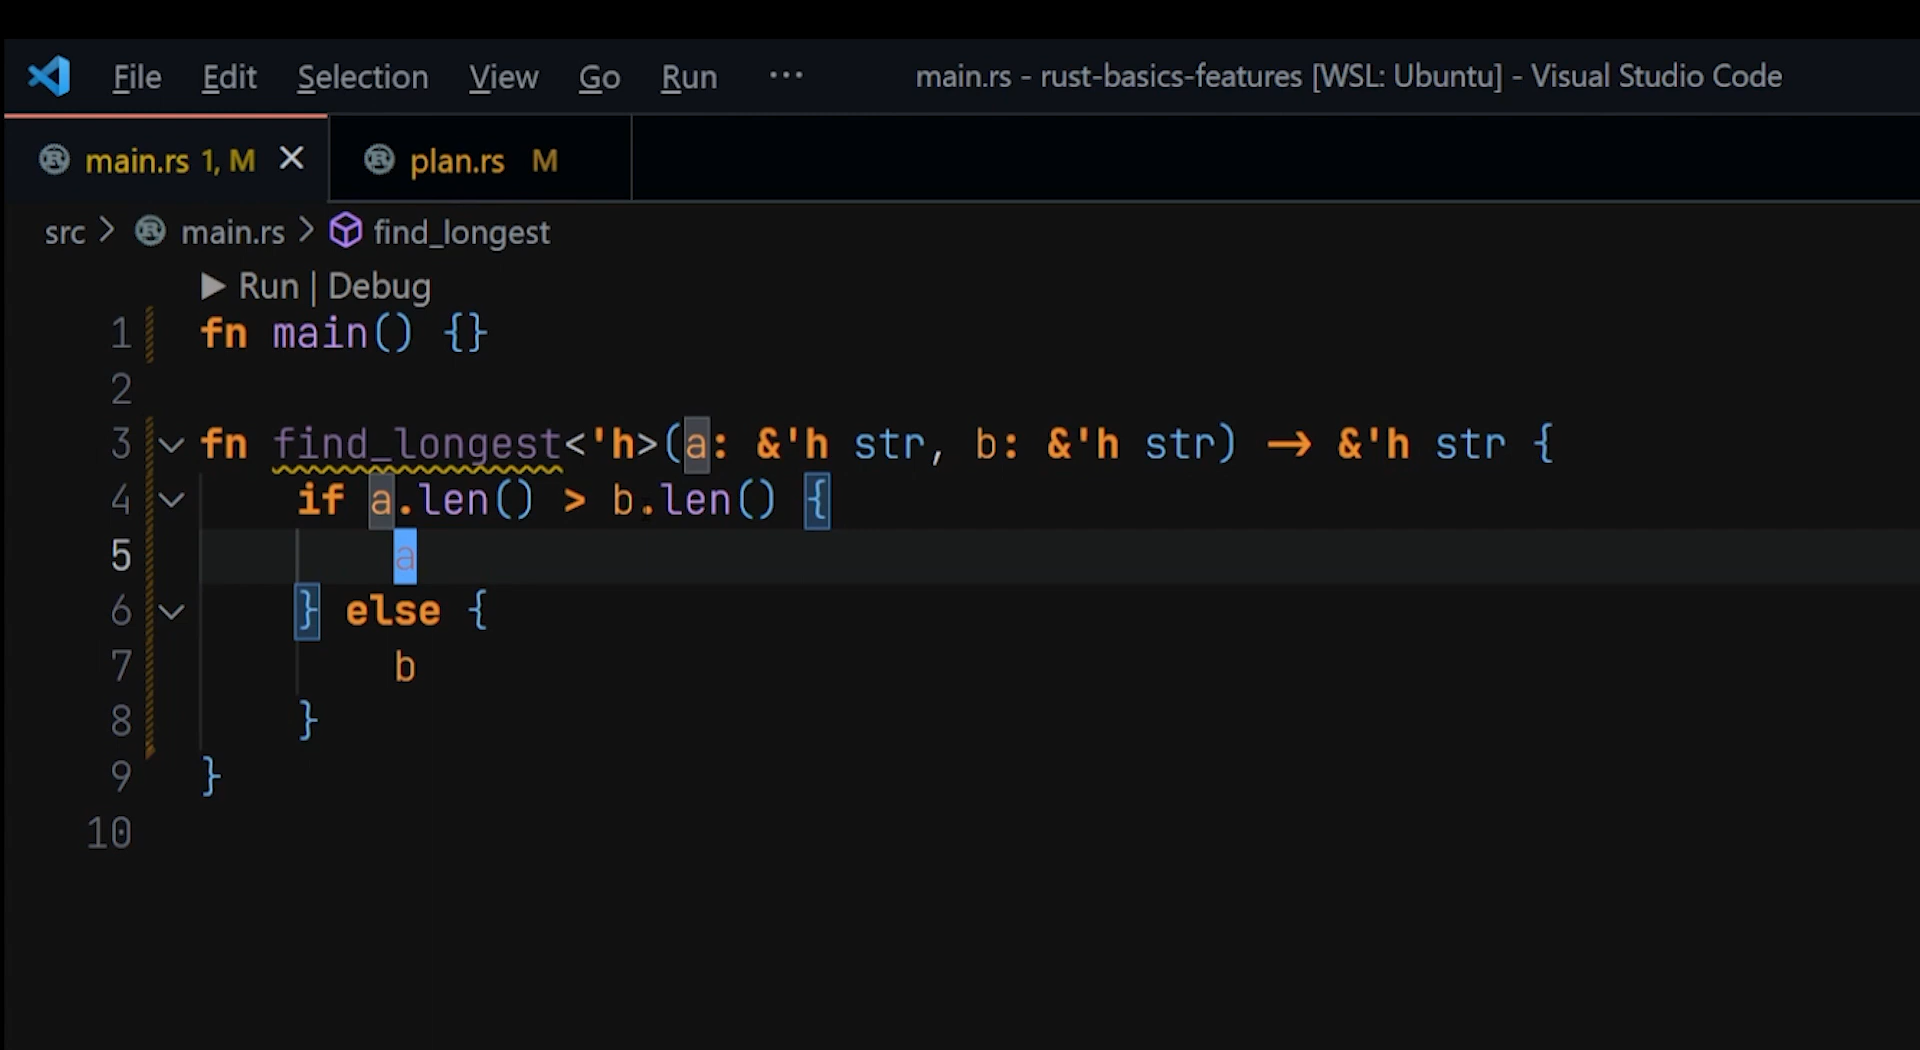 File Edit Selection View Go Run ··· main.rs - rust-basics-features [WSL: Ubuntu] - Visual Studio Code
main.rs 1, M × plan.rs M
src > main.rs > find_longest
▶ Run | Debug
1 fn main() {}
2
3 fn find_longest<'h>(a: &'h str, b: &'h str) → &'h str {
4 if a.len() > b.len() {
5 a
6 } else {
7 b
8 }
9 }
10